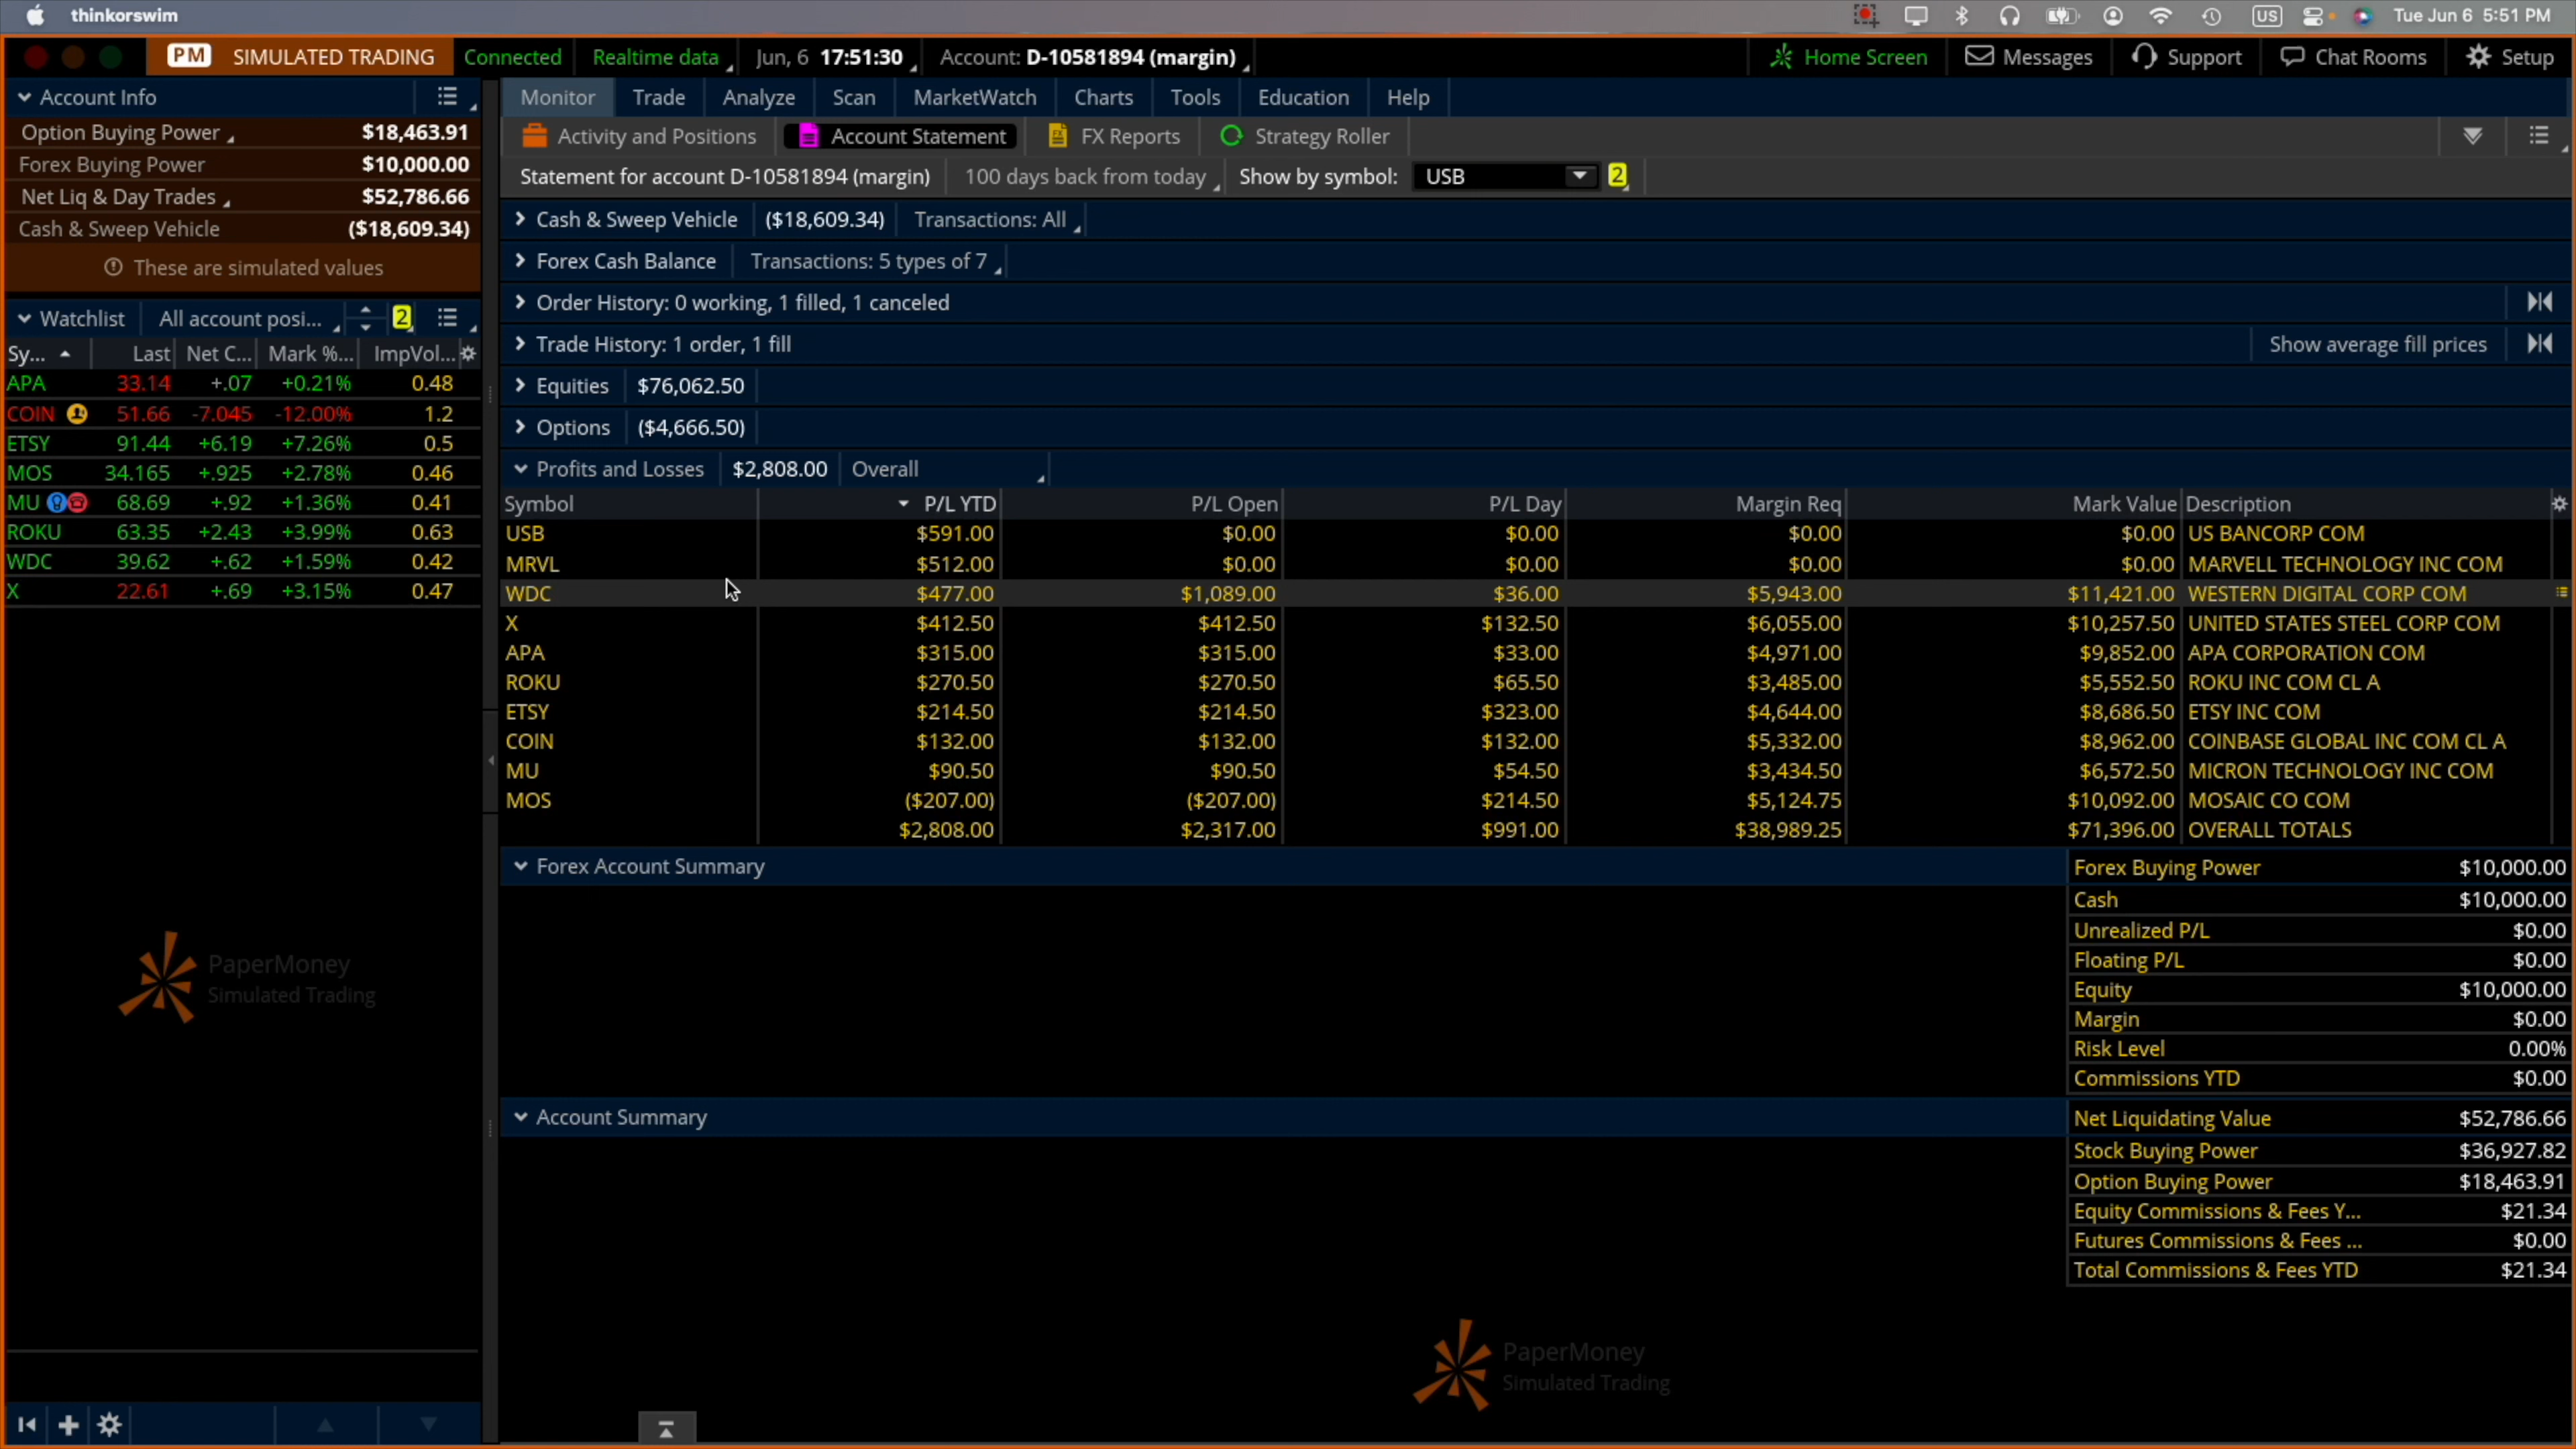 thinkorswim US Tue Jun 6 5:51 PM
PM SIMULATED TRADING Connected Realtime data Jun, 6 17:51:30 Account: D-10581894 (margin) Home Screen Messages Support Chat Rooms Setup
Account Info
Option Buying Power $18,463.91
Forex Buying Power $10,000.00
Net Liq & Day Trades $52,786.66
Cash & Sweep Vehicle ($18,609.34)
These are simulated values
Watchlist All account posi... 2
Sy... Last Net C... Mark %... ImpVol...
APA 33.14 +.07 +0.21% 0.48
COIN 51.66 -7.045 -12.00% 1.2
ETSY 91.44 +6.19 +7.26% 0.5
MOS 34.165 +.925 +2.78% 0.46
MU 68.69 +.92 +1.36% 0.41
ROKU 63.35 +2.43 +3.99% 0.63
WDC 39.62 +.62 +1.59% 0.42
X 22.61 +.69 +3.15% 0.47
PaperMoney
Simulated Trading
Monitor Trade Analyze Scan MarketWatch Charts Tools Education Help
Activity and Positions Account Statement FX Reports Strategy Roller
Statement for account D-10581894 (margin) 100 days back from today Show by symbol: USB 2
Cash & Sweep Vehicle ($18,609.34) Transactions: All
Forex Cash Balance Transactions: 5 types of 7
Order History: 0 working, 1 filled, 1 canceled
Trade History: 1 order, 1 fill Show average fill prices
Equities $76,062.50
Options ($4,666.50)
Profits and Losses $2,808.00 Overall
Symbol P/L YTD P/L Open P/L Day Margin Req Mark Value Description
USB $591.00 $0.00 $0.00 $0.00 $0.00 US BANCORP COM
MRVL $512.00 $0.00 $0.00 $0.00 $0.00 MARVELL TECHNOLOGY INC COM
WDC $477.00 $1,089.00 $36.00 $5,943.00 $11,421.00 WESTERN DIGITAL CORP COM
X $412.50 $412.50 $132.50 $6,055.00 $10,257.50 UNITED STATES STEEL CORP COM
APA $315.00 $315.00 $33.00 $4,971.00 $9,852.00 APA CORPORATION COM
ROKU $270.50 $270.50 $65.50 $3,485.00 $5,552.50 ROKU INC COM CL A
ETSY $214.50 $214.50 $323.00 $4,644.00 $8,686.50 ETSY INC COM
COIN $132.00 $132.00 $132.00 $5,332.00 $8,962.00 COINBASE GLOBAL INC COM CL A
MU $90.50 $90.50 $54.50 $3,434.50 $6,572.50 MICRON TECHNOLOGY INC COM
MOS ($207.00) ($207.00) $214.50 $5,124.75 $10,092.00 MOSAIC CO COM
$2,808.00 $2,317.00 $991.00 $38,989.25 $71,396.00 OVERALL TOTALS
Forex Account Summary
Forex Buying Power $10,000.00
Cash $10,000.00
Unrealized P/L $0.00
Floating P/L $0.00
Equity $10,000.00
Margin $0.00
Risk Level 0.00%
Commissions YTD $0.00
Account Summary
Net Liquidating Value $52,786.66
Stock Buying Power $36,927.82
Option Buying Power $18,463.91
Equity Commissions & Fees Y... $21.34
Futures Commissions & Fees ... $0.00
Total Commissions & Fees YTD $21.34
PaperMoney
Simulated Trading